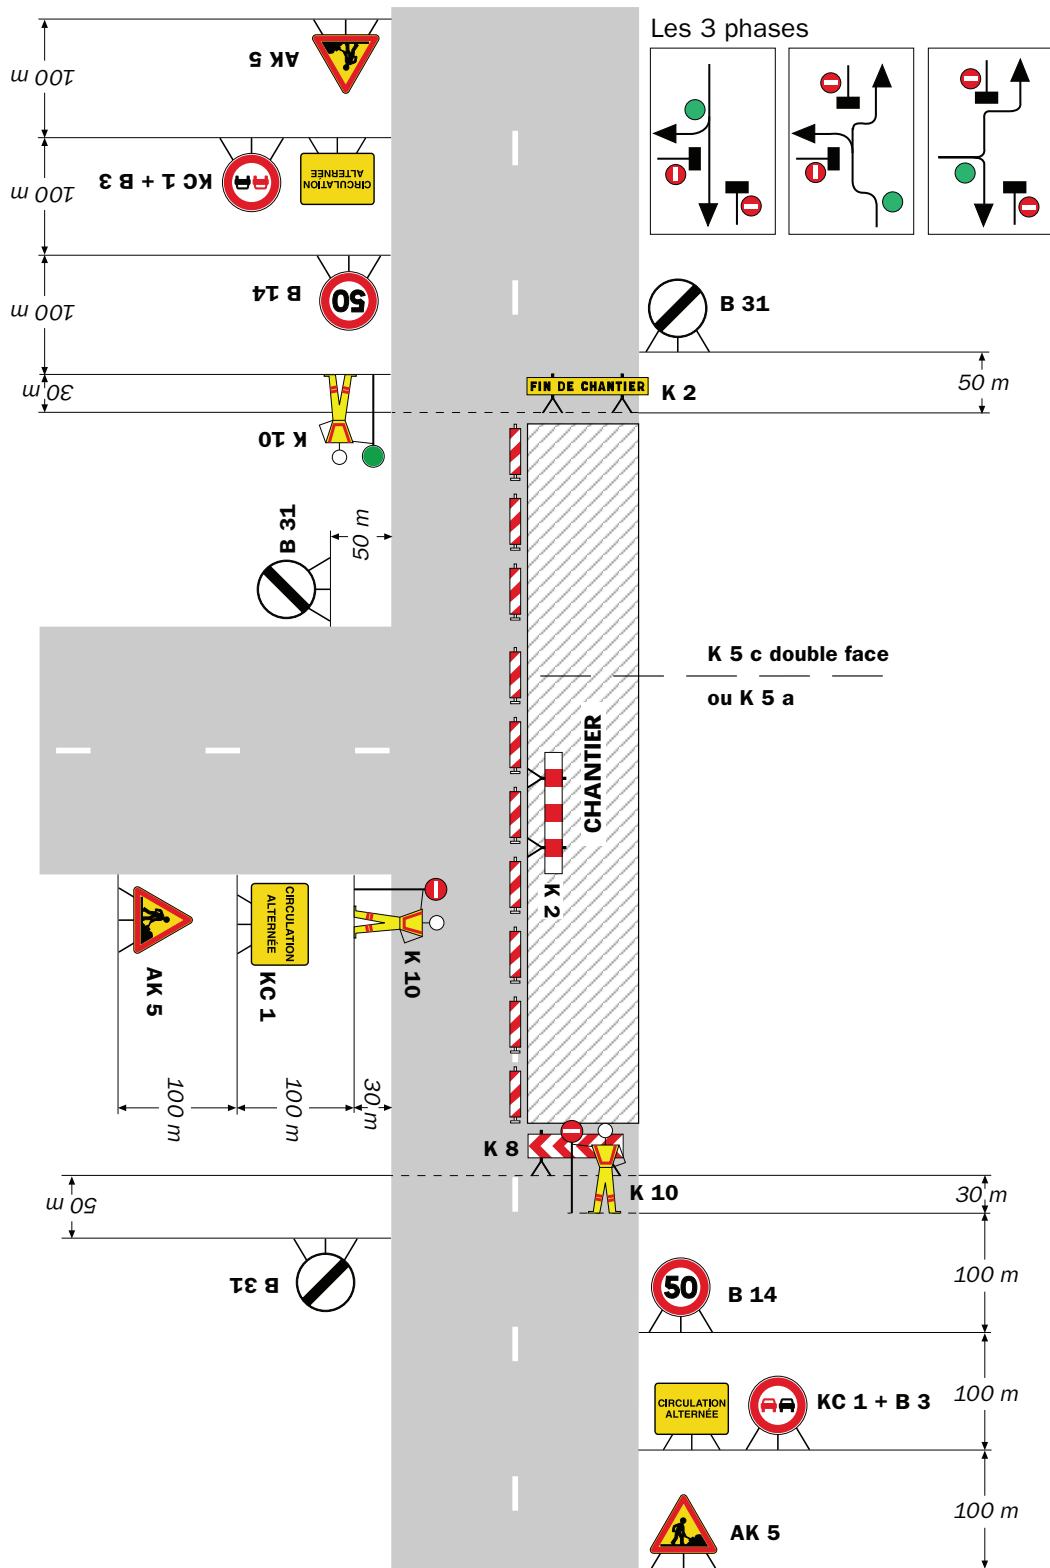 Les 3 phases
100 m
AK 5
100 m
KC 1 + B 3
CIRCULATION
ALTERNÉE
100 m
B 14
50
B 31
50 m
FIN DE CHANTIER
K 2
30 m
K 10
B 31
50 m
K 5 c double face
ou K 5 a
CHANTIER
K 2
AK 5
CIRCULATION
ALTERNÉE
KC 1
K 10
100 m
100 m
30 m
K 8
K 10
30 m
50 m
B 31
50
B 14
100 m
CIRCULATION
ALTERNÉE
KC 1 + B 3
100 m
AK 5
100 m